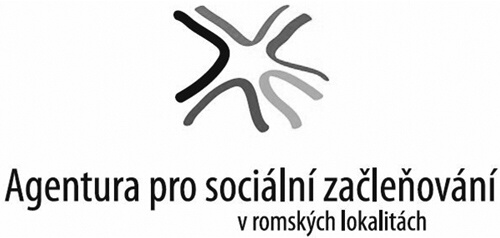 Agentura pro sociální začleňování
v romských lokalitách